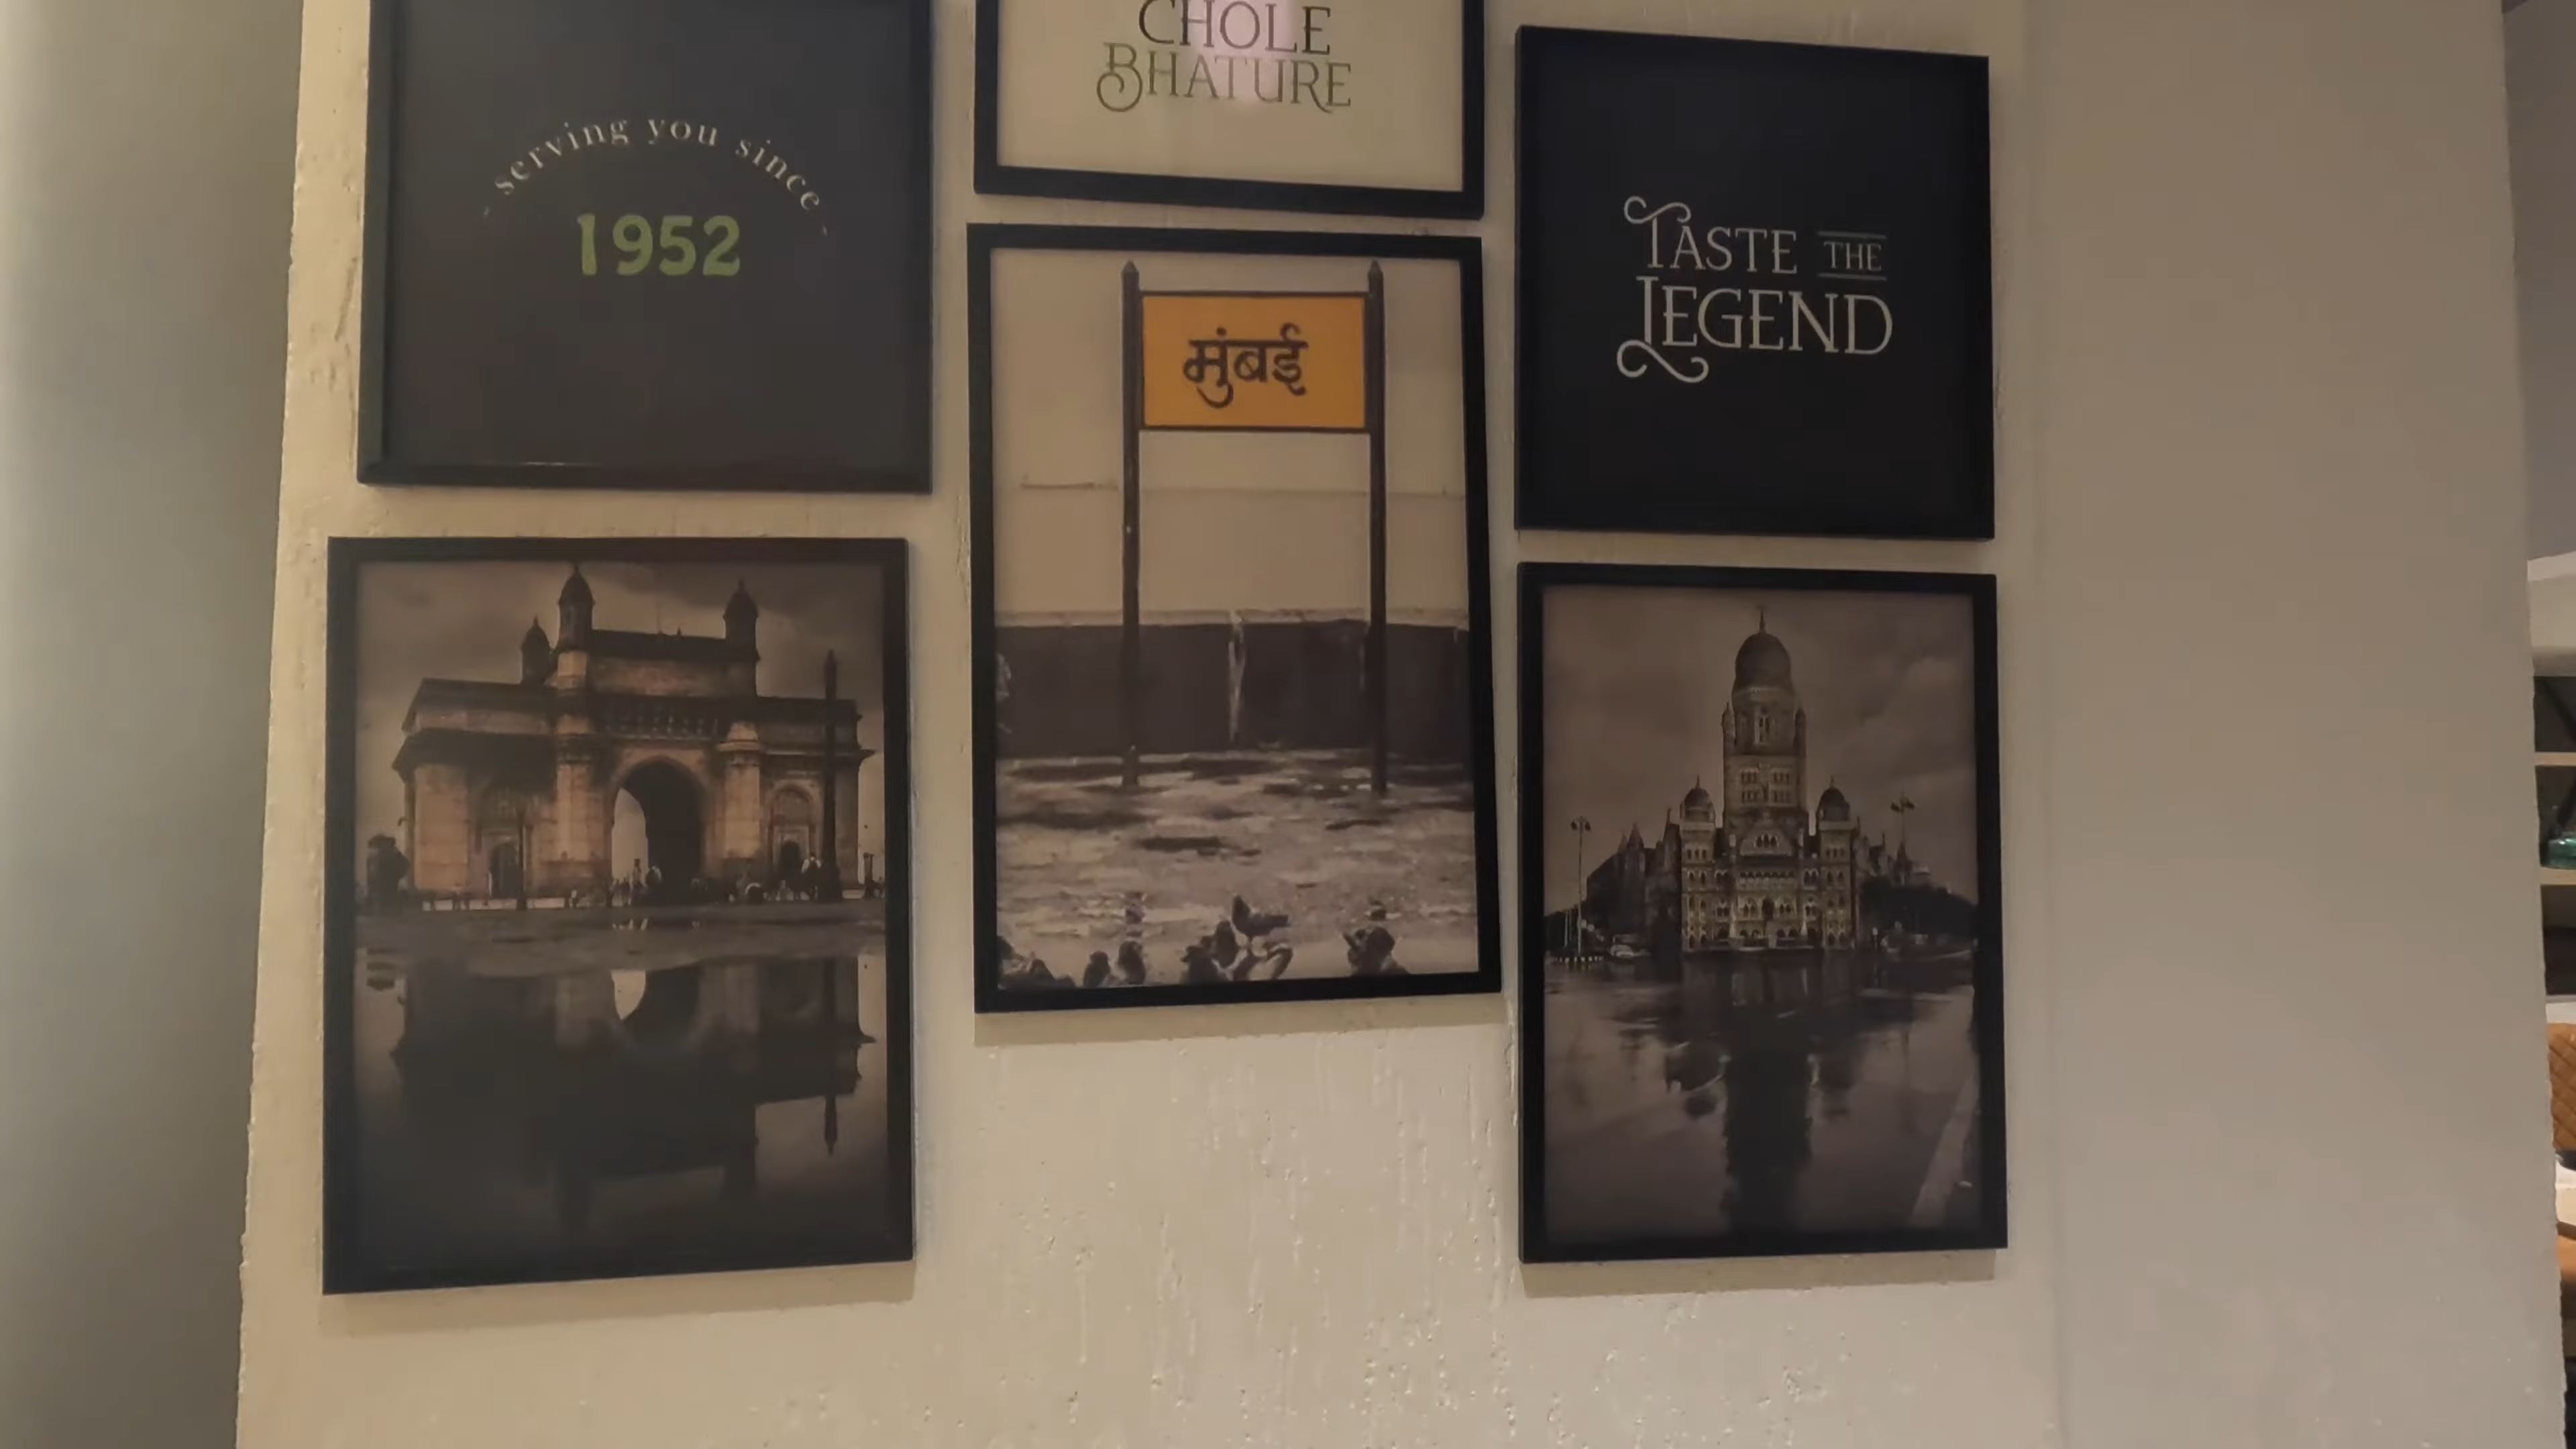 - serving you since -
1952
CHOLE
BHATURE
मुंबई
TASTE THE
LEGEND